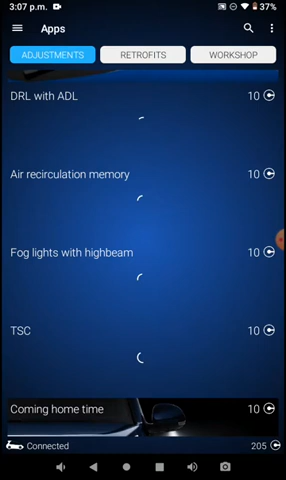 3:07 p.m. 37%
Apps
ADJUSTMENTS RETROFITS WORKSHOP
DRL with ADL 10
Air recirculation memory 10
Fog lights with highbeam 10
TSC 10
Coming home time 10
Connected 205